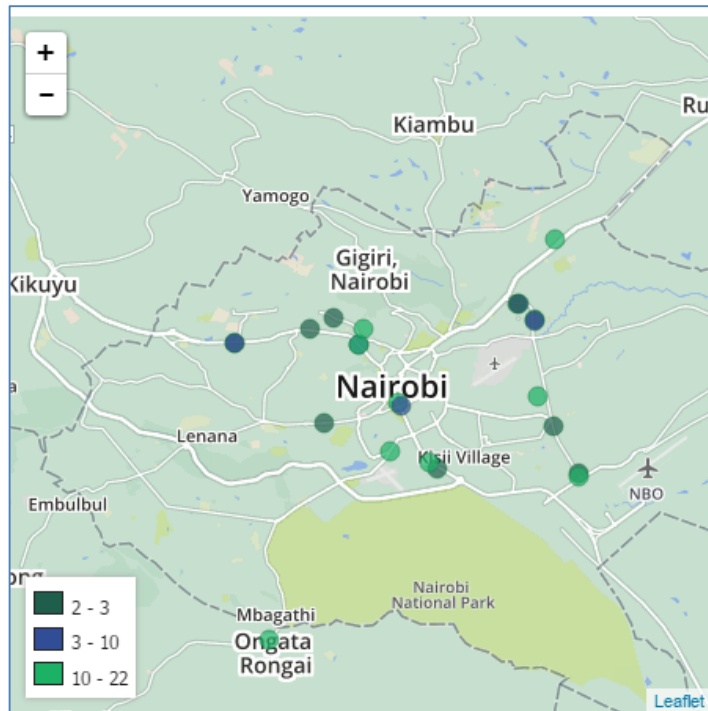 +
−
Kiambu
Ru
Yamogo
Gigiri,
Nairobi
Kikuyu
Nairobi
a
Lenana
Kisii Village
NBO
Embulbul
ong
Nairobi
National Park
Mbagathi
Ongata
Rongai
2 - 3
3 - 10
10 - 22
Leaflet